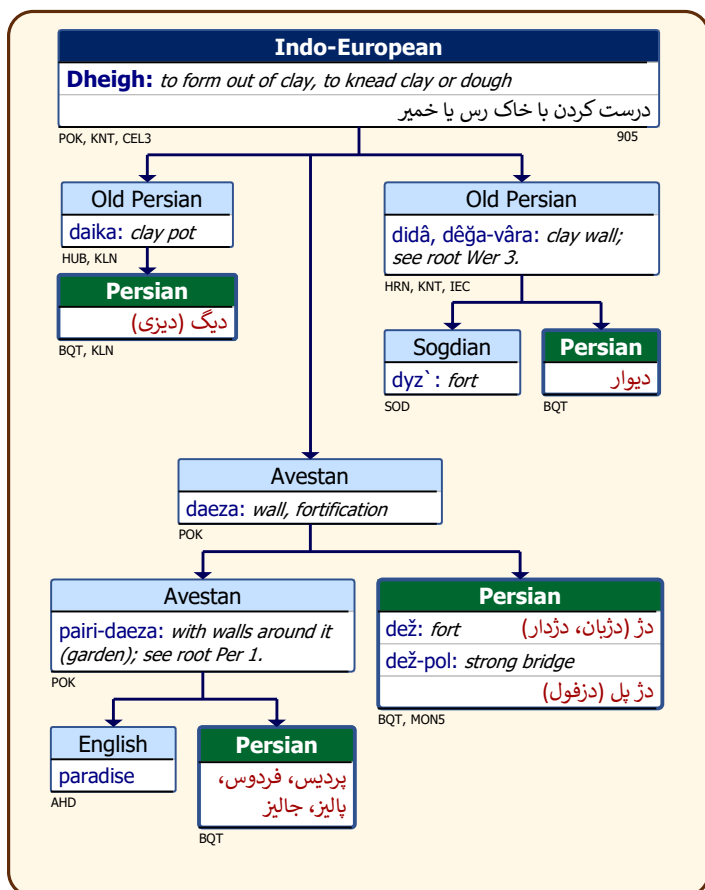 Indo-European
Dheigh: to form out of clay, to knead clay or dough
درست کردن با خاک رس یا خمیر
POK, KNT, CEL3
905
Old Persian
daika: clay pot
HUB, KLN
Persian
دیگ (دیزی)
BQT, KLN
Old Persian
didâ, dêğa-vâra: clay wall;
see root Wer 3.
HRN, KNT, IEC
Sogdian
dyz`: fort
SOD
Persian
دیوار
BQT
Avestan
daeza: wall, fortification
POK
Avestan
pairi-daeza: with walls around it
(garden); see root Per 1.
POK
Persian
dež: fort دژ (دژبان، دژدار)
dež-pol: strong bridge
دژ پل (دزفول)
BQT, MON5
English
paradise
AHD
Persian
پردیس، فردوس،
پالیز، جالیز
BQT